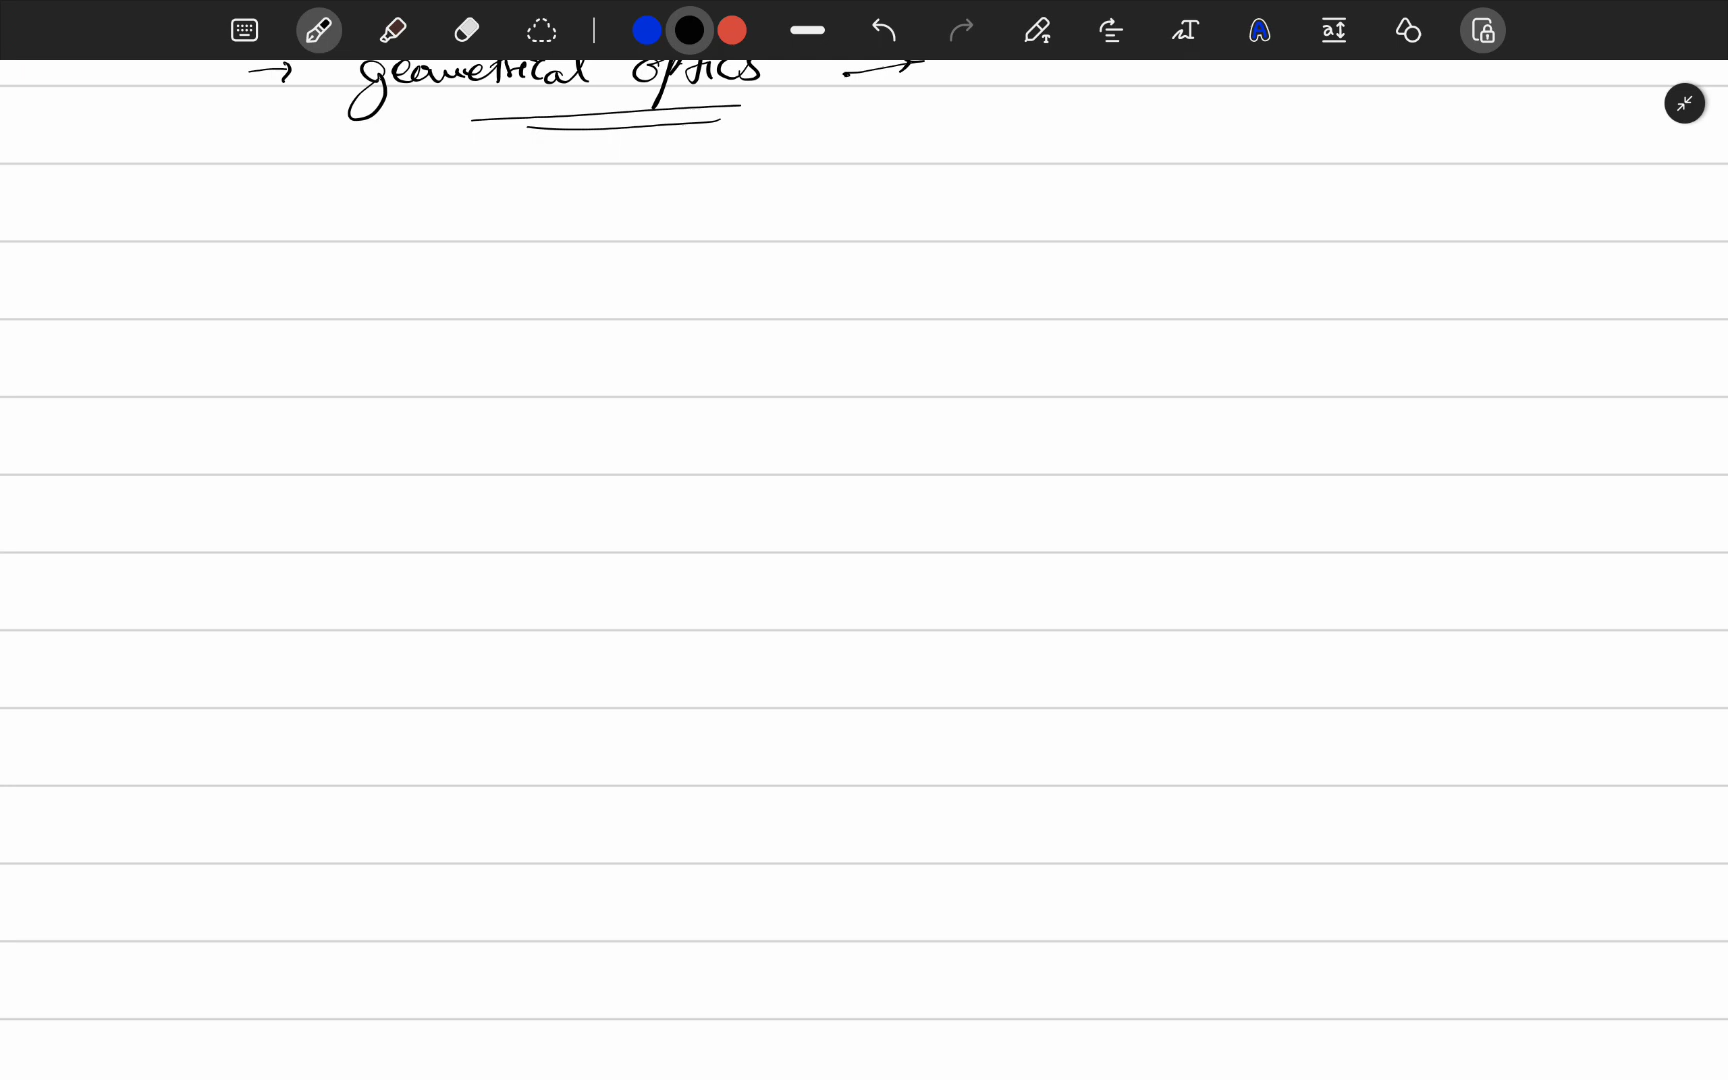 → geometrical optics →